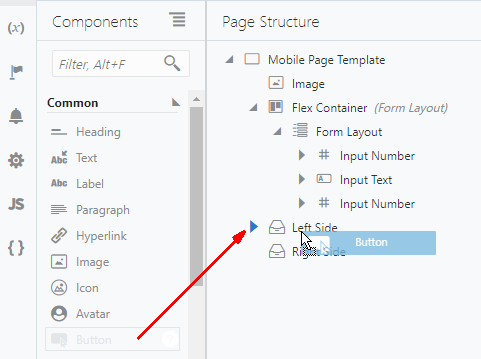 Components
Page Structure
(x)
Filter, Alt+F
Common
Heading
Abc Text
Abc Label
Paragraph
Hyperlink
Image
Icon
Avatar
Button
JS
{ }
Mobile Page Template
Image
Flex Container (Form Layout)
Form Layout
# Input Number
A Input Text
# Input Number
Left Side
Button
Right Side